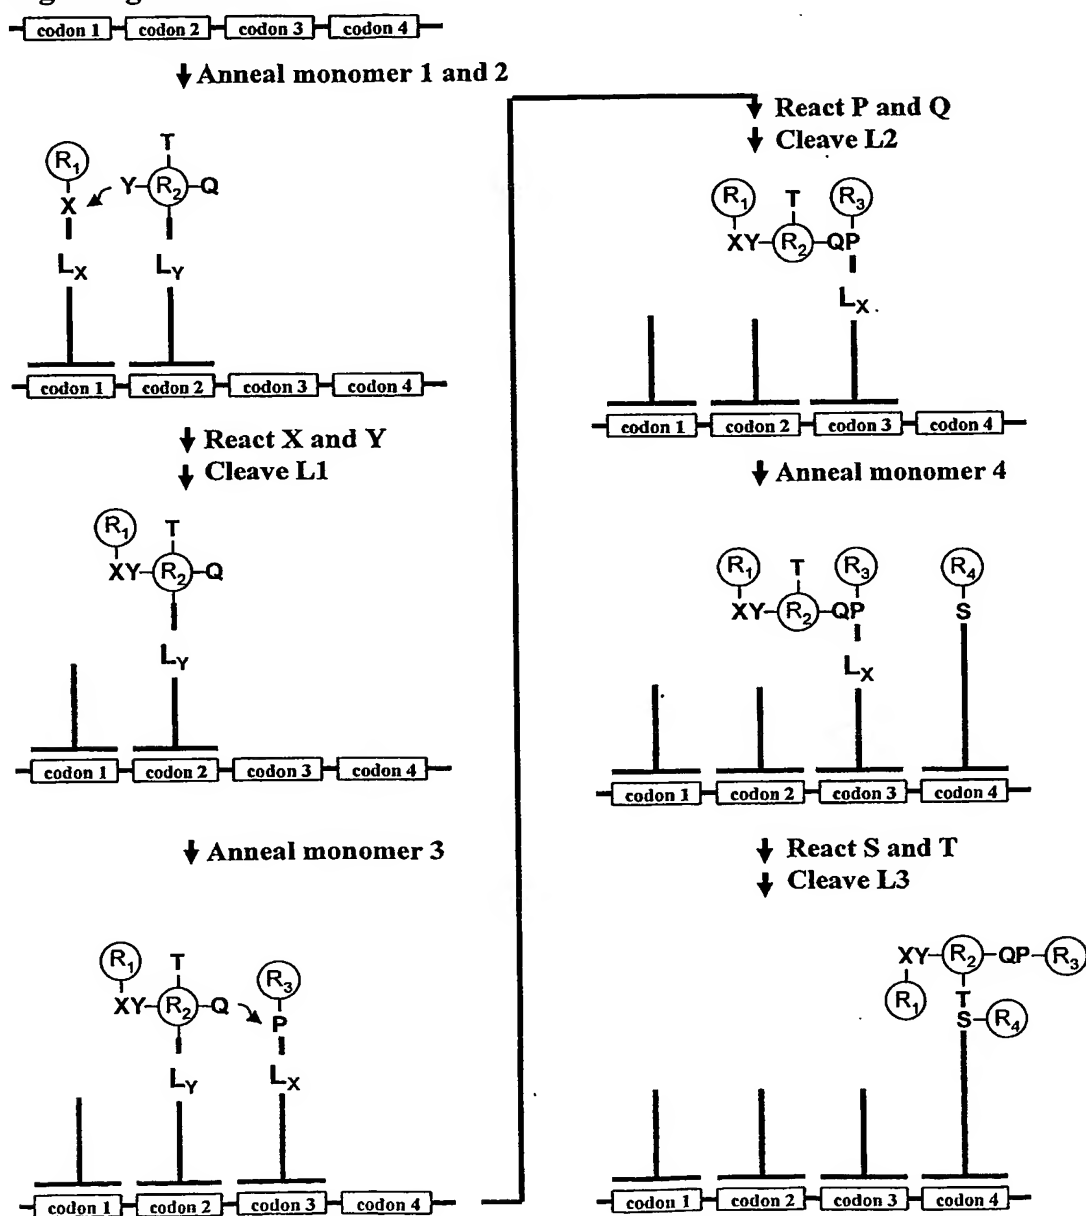 codon 1 codon 2 codon 3 codon 4
Anneal monomer 1 and 2
T
R1 Y R2 Q
X
LX LY
codon 1 codon 2 codon 3 codon 4
React X and Y
Cleave L1
R1 T
XY R2 Q
LY
codon 1 codon 2 codon 3 codon 4
Anneal monomer 3
R1 T R3
XY R2 Q P
LY LX
codon 1 codon 2 codon 3 codon 4
React P and Q
Cleave L2
R1 T R3
XY R2 QP
LX
codon 1 codon 2 codon 3 codon 4
Anneal monomer 4
R1 T R3 R4
XY R2 QP S
LX
codon 1 codon 2 codon 3 codon 4
React S and T
Cleave L3
XY R2 QP R3
R1 T
S R4
codon 1 codon 2 codon 3 codon 4